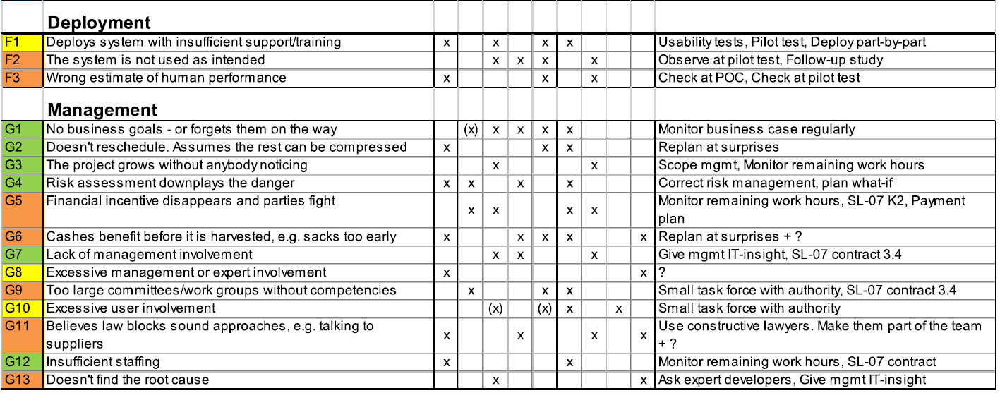 Deployment
F1 Deploys system with insufficient support/training x x x x Usability tests, Pilot test, Deploy part-by-part
F2 The system is not used as intended x x x x Observe at pilot test, Follow-up study
F3 Wrong estimate of human performance x x x Check at POC, Check at pilot test
Management
G1 No business goals - or forgets them on the way (x) x x x x Monitor business case regularly
G2 Doesn't reschedule. Assumes the rest can be compressed x x x Replan at surprises
G3 The project grows without anybody noticing x x Scope mgmt, Monitor remaining work hours
G4 Risk assessment downplays the danger x x x x Correct risk management, plan what-if
G5 Financial incentive disappears and parties fight x x x x Monitor remaining work hours, SL-07 K2, Payment
plan
G6 Cashes benefit before it is harvested, e.g. sacks too early x x x x x Replan at surprises + ?
G7 Lack of management involvement x x x Give mgmt IT-insight, SL-07 contract 3.4
G8 Excessive management or expert involvement x x ?
G9 Too large committees/work groups without competencies x x x Small task force with authority, SL-07 contract 3.4
G10 Excessive user involvement (x) (x) x x Small task force with authority
G11 Believes law blocks sound approaches, e.g. talking to
suppliers x x x x Use constructive lawyers. Make them part of the team
+ ?
G12 Insufficient staffing x x Monitor remaining work hours, SL-07 contract
G13 Doesn't find the root cause x x Ask expert developers, Give mgmt IT-insight